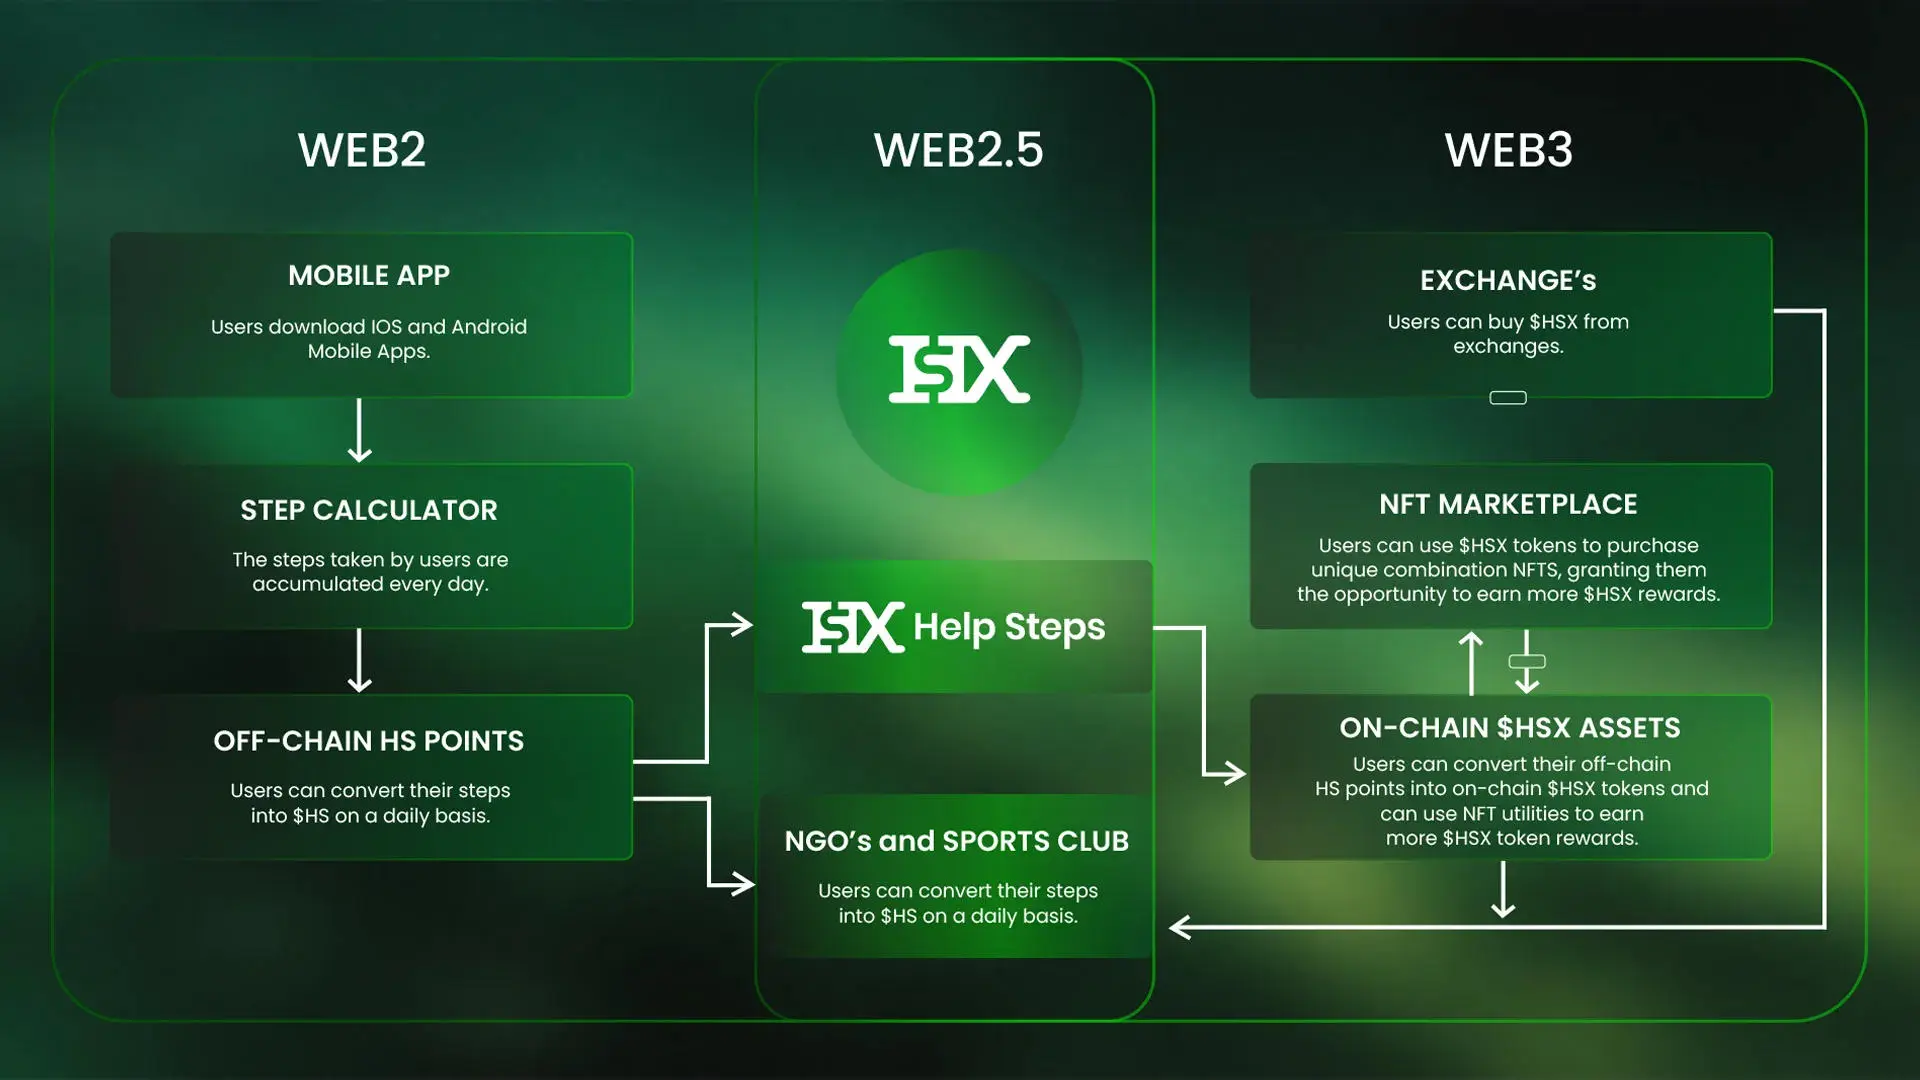 WEB2
MOBILE APP
Users download IOS and Android
Mobile Apps.
STEP CALCULATOR
The steps taken by users are
accumulated every day.
OFF-CHAIN HS POINTS
Users can convert their steps
into $HS on a daily basis.
WEB2.5
HSX
HSX Help Steps
NGO’s and SPORTS CLUB
Users can convert their steps
into $HS on a daily basis.
WEB3
EXCHANGE’s
Users can buy $HSX from
exchanges.
NFT MARKETPLACE
Users can use $HSX tokens to purchase
unique combination NFTS, granting them
the opportunity to earn more $HSX rewards.
ON-CHAIN $HSX ASSETS
Users can convert their off-chain
HS points into on-chain $HSX tokens and
can use NFT utilities to earn
more $HSX token rewards.